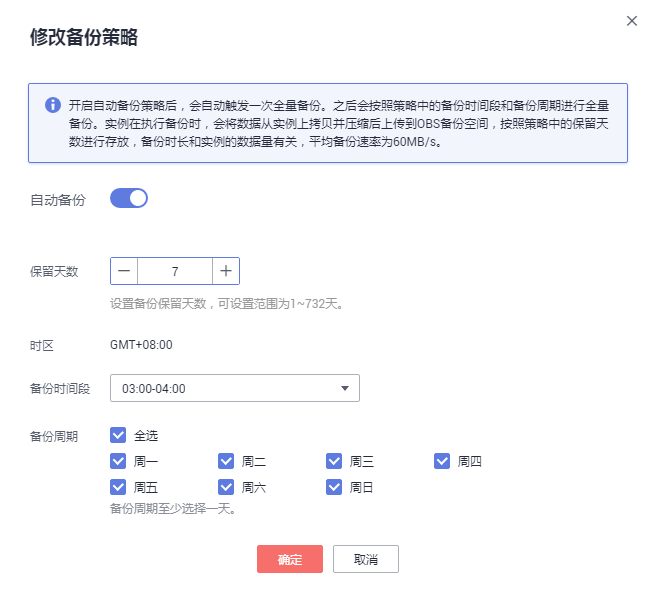 修改备份策略
开启自动备份策略后，会自动触发一次全量备份。之后会按照策略中的备份时间段和备份周期进行全量
备份。实例在执行备份时，会将数据从实例上拷贝并压缩后上传到OBS备份空间，按照策略中的保留天
数进行存放，备份时长和实例的数据量有关，平均备份速率为60MB/s。
自动备份
保留天数 7
设置备份保留天数，可设置范围为1~732天。
时区 GMT+08:00
备份时间段 03:00-04:00
备份周期 全选
周一 周二 周三 周四
周五 周六 周日
备份周期至少选择一天。
确定 取消